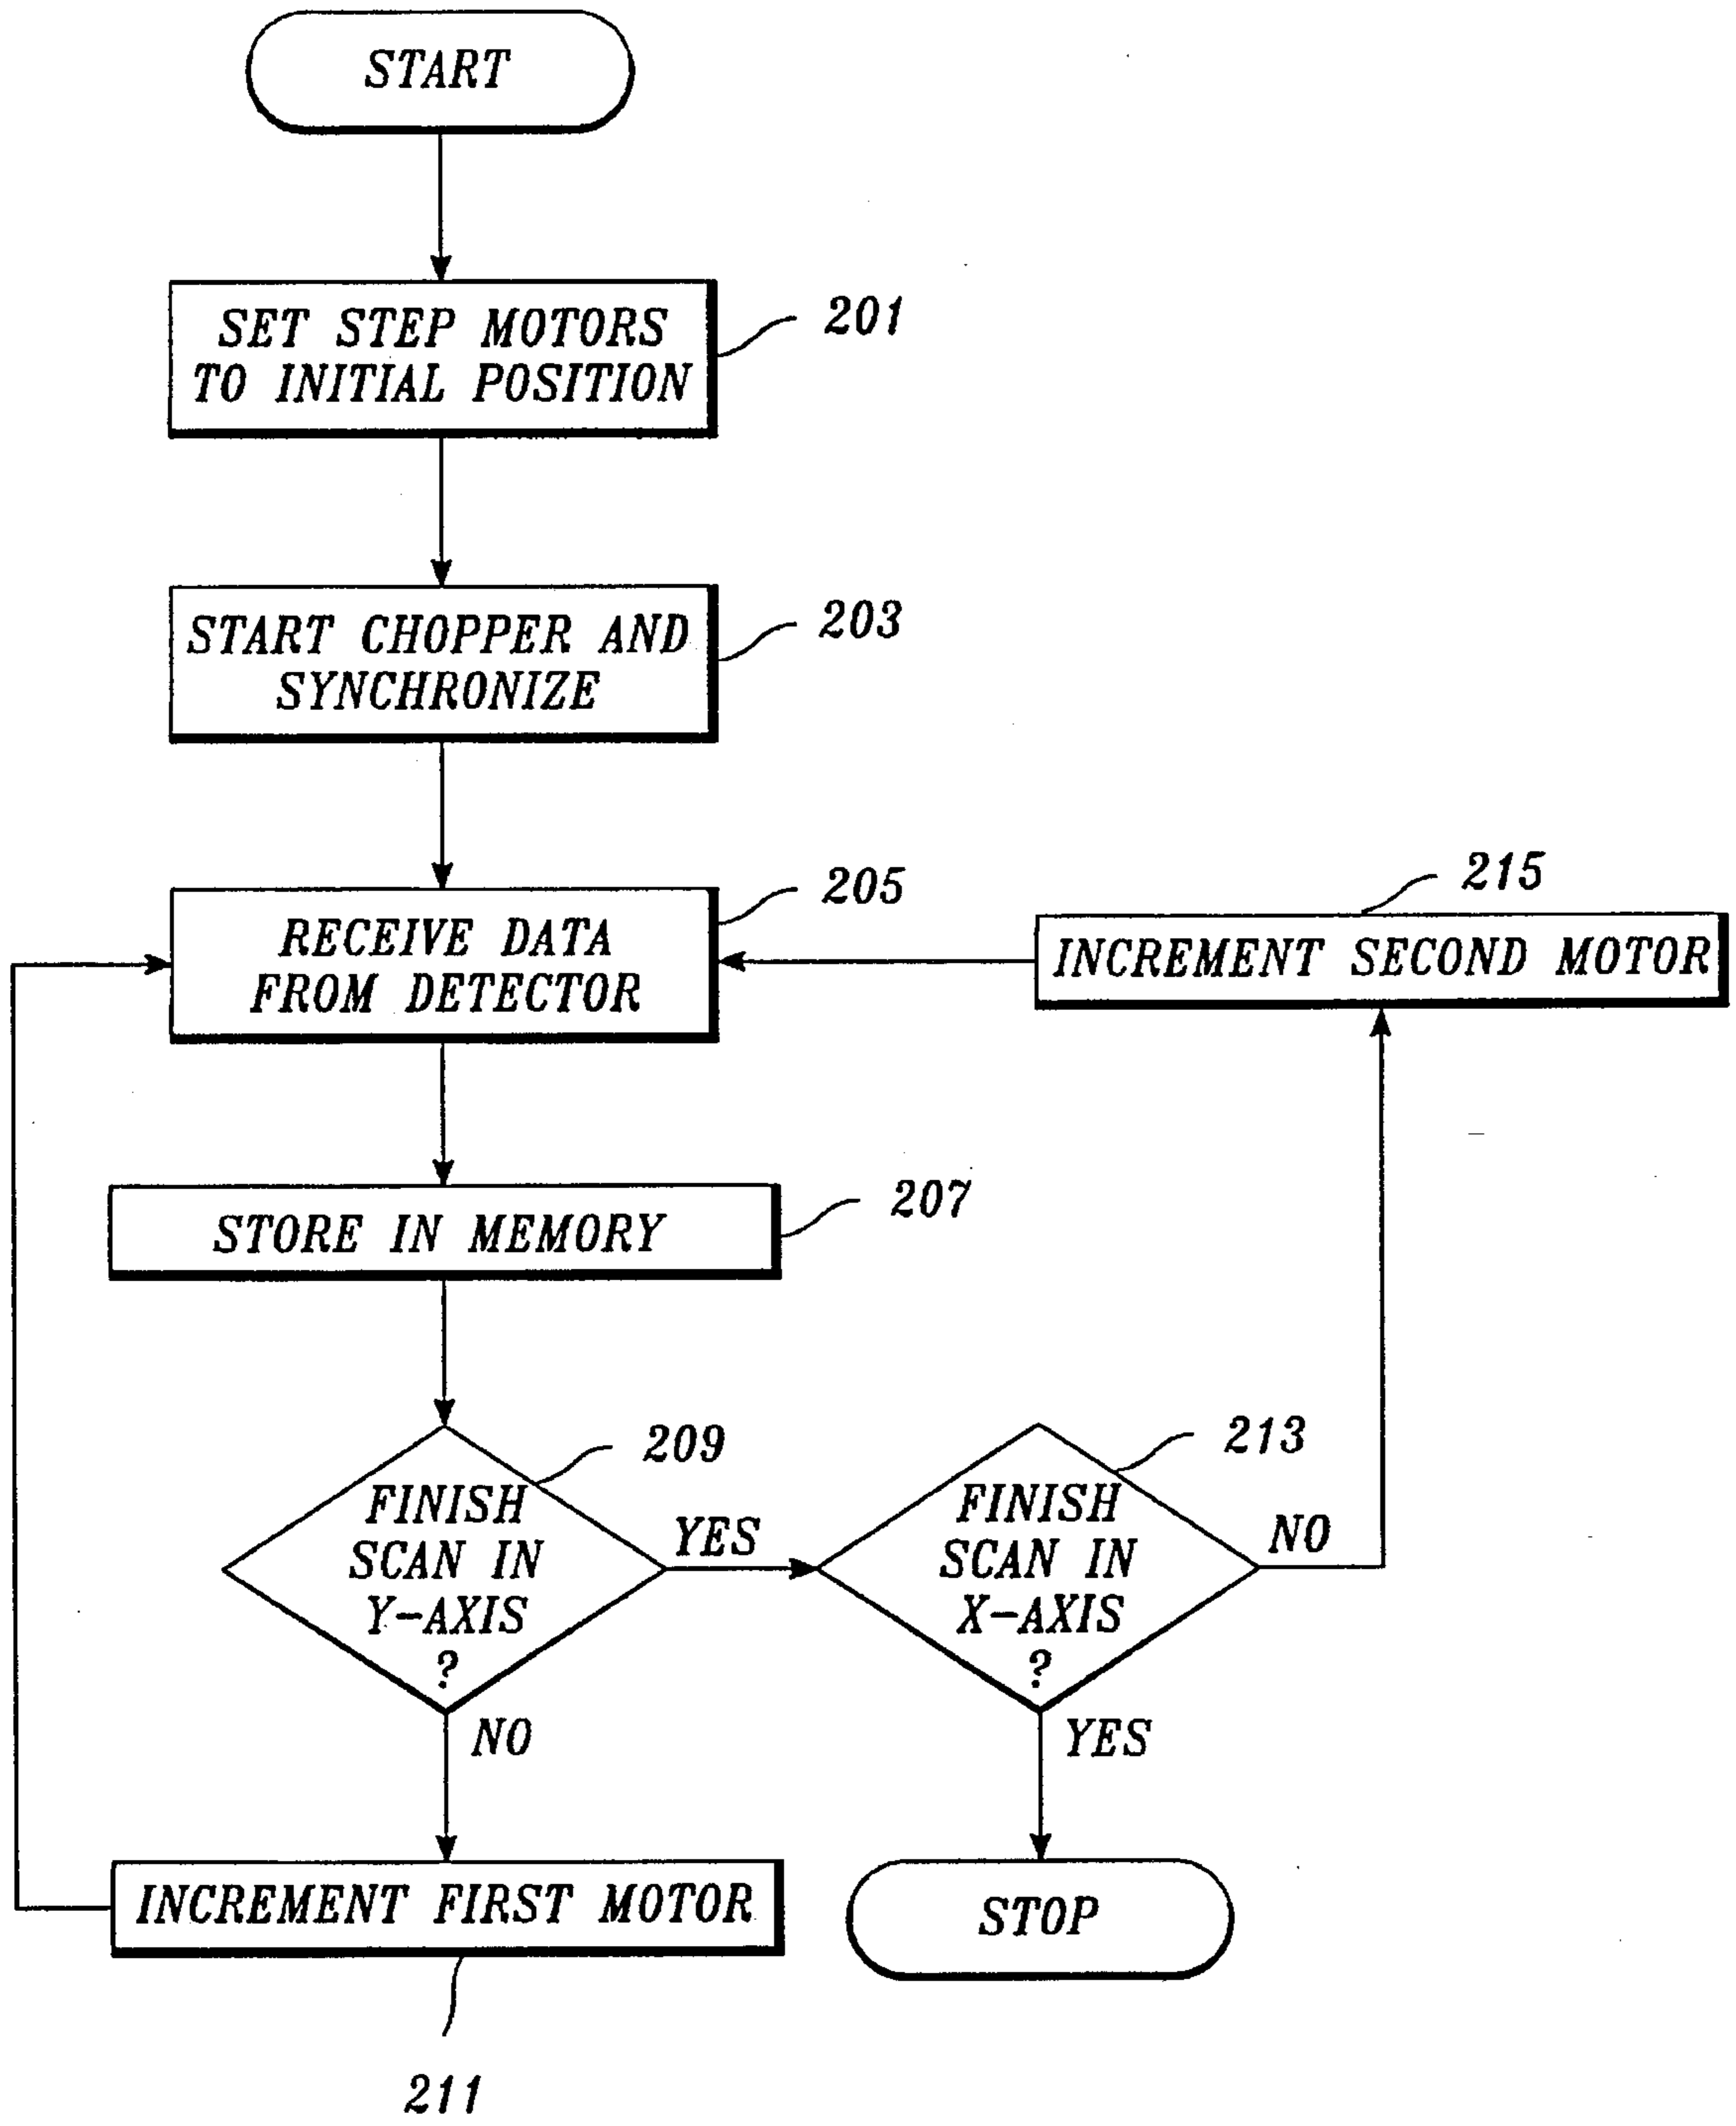 START
SET STEP MOTORS
TO INITIAL POSITION
201
START CHOPPER AND
SYNCHRONIZE
203
RECEIVE DATA
FROM DETECTOR
205
INCREMENT SECOND MOTOR
215
STORE IN MEMORY
207
FINISH
SCAN IN
Y-AXIS
?
209
YES
NO
FINISH
SCAN IN
X-AXIS
?
213
NO
YES
INCREMENT FIRST MOTOR
211
STOP